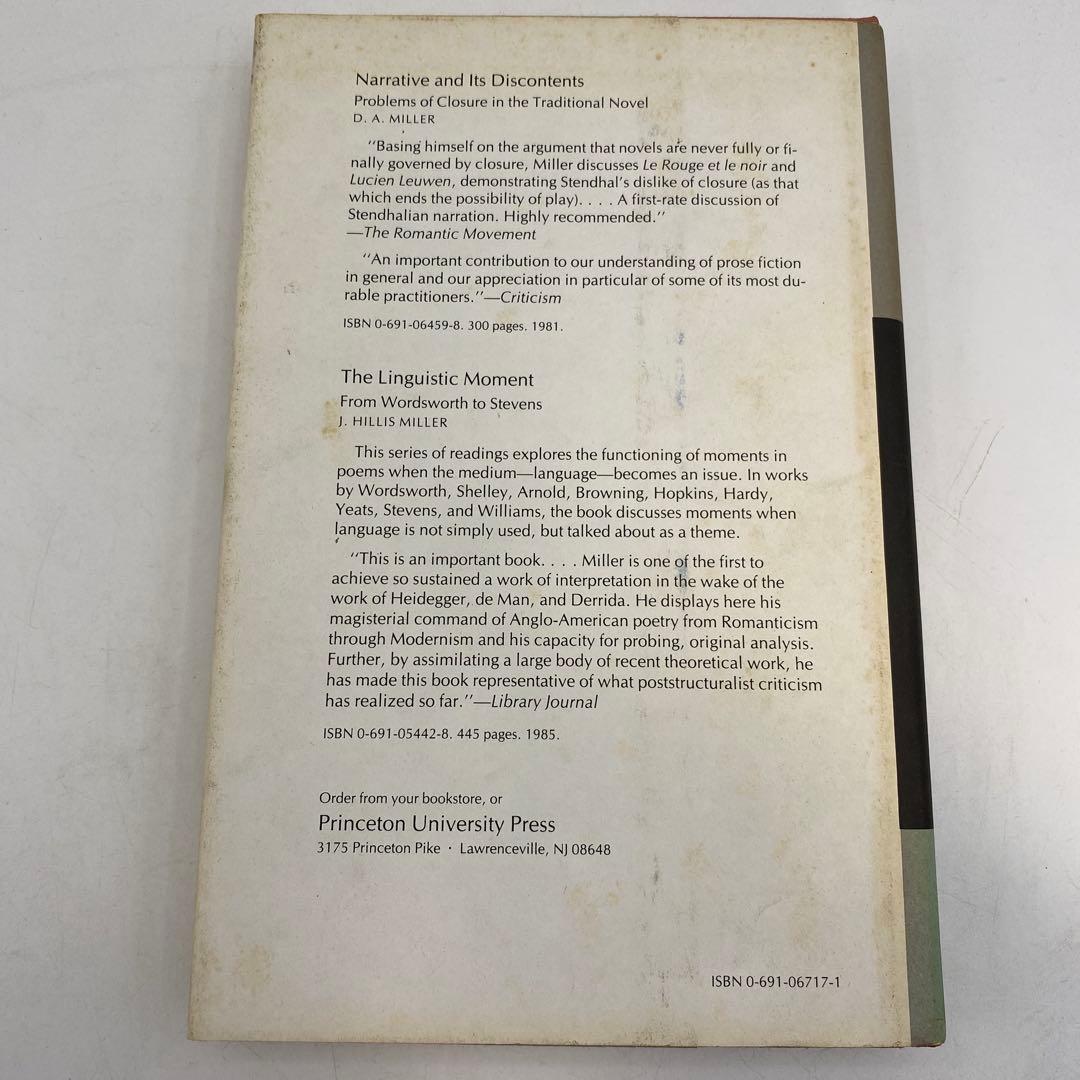 Narrative and Its Discontents
Problems of Closure in the Traditional Novel
D. A. MILLER
"Basing himself on the argument that novels are never fully or fi-
nally governed by closure, Miller discusses Le Rouge et le noir and
Lucien Leuwen, demonstrating Stendhal's dislike of closure (as that
which ends the possibility of play). . . . A first-rate discussion of
Stendhalian narration. Highly recommended."
—The Romantic Movement
"An important contribution to our understanding of prose fiction
in general and our appreciation in particular of some of its most du-
rable practitioners."—Criticism
ISBN 0-691-06459-8. 300 pages. 1981.
The Linguistic Moment
From Wordsworth to Stevens
J. HILLIS MILLER
This series of readings explores the functioning of moments in
poems when the medium—language—becomes an issue. In works
by Wordsworth, Shelley, Arnold, Browning, Hopkins, Hardy,
Yeats, Stevens, and Williams, the book discusses moments when
language is not simply used, but talked about as a theme.
"This is an important book. . . . Miller is one of the first to
achieve so sustained a work of interpretation in the wake of the
work of Heidegger, de Man, and Derrida. He displays here his
magisterial command of Anglo-American poetry from Romanticism
through Modernism and his capacity for probing, original analysis.
Further, by assimilating a large body of recent theoretical work, he
has made this book representative of what poststructuralist criticism
has realized so far."—Library Journal
ISBN 0-691-05442-8. 445 pages. 1985.
Order from your bookstore, or
Princeton University Press
3175 Princeton Pike · Lawrenceville, NJ 08648
ISBN 0-691-06717-1